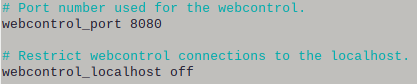 # Port number used for the webcontrol.
webcontrol_port 8080
# Restrict webcontrol connections to the localhost.
webcontrol_localhost off